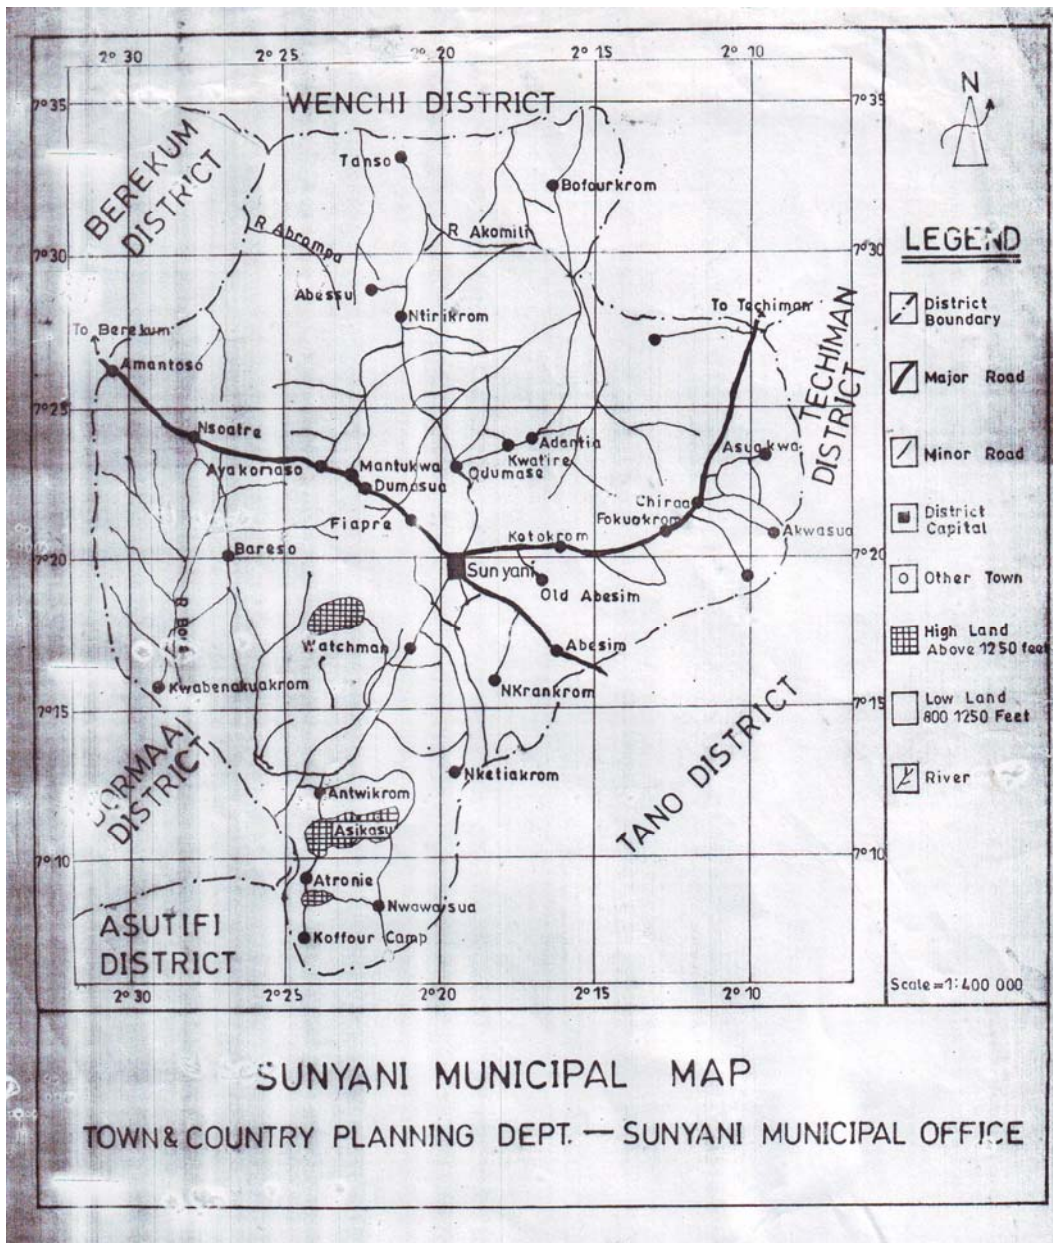 2° 30 2° 25 2° 20 2° 15 2° 10
7° 35
WENCHI DISTRICT
7° 35
N
BEREKUM
DISTRICT
Tanso
Bofourkrom
R Abrompa
R Akomili
7° 30
7° 30
LEGEND
Abessu
Ntirikrom
To Techiman
TECHIMAN
DISTRICT
District
Boundary
To Berekum
Amantoso
Major Road
7° 25
7° 25
Nsoatre
Adantia
Kwatire
Odumase
Asuakwa
Minor Road
Ayakomaso
Mantukwa
Dumasua
Chiraa
Fokuokrom
Fiapre
Kotokrom
Akwasua
District
Capital
7° 20
Bareso
7° 20
Sunyani
Old Abesim
Other Town
Watchman
Abesim
High Land
Above 1250 feet
Kwabenakuakrom
NKrankrom
7° 15
7° 15
Low Land
800 1250 Feet
DORMAA
DISTRICT
Nketiakrom
River
Antwikrom
TANO DISTRICT
Asikasu
7° 10
7° 10
Atronie
Nwawasua
ASUTIFI
DISTRICT
Koffour Camp
2° 30 2° 25 2° 20 2° 15 2° 10
Scale = 1: 400 000
SUNYANI MUNICIPAL MAP
TOWN & COUNTRY PLANNING DEPT. — SUNYANI MUNICIPAL OFFICE